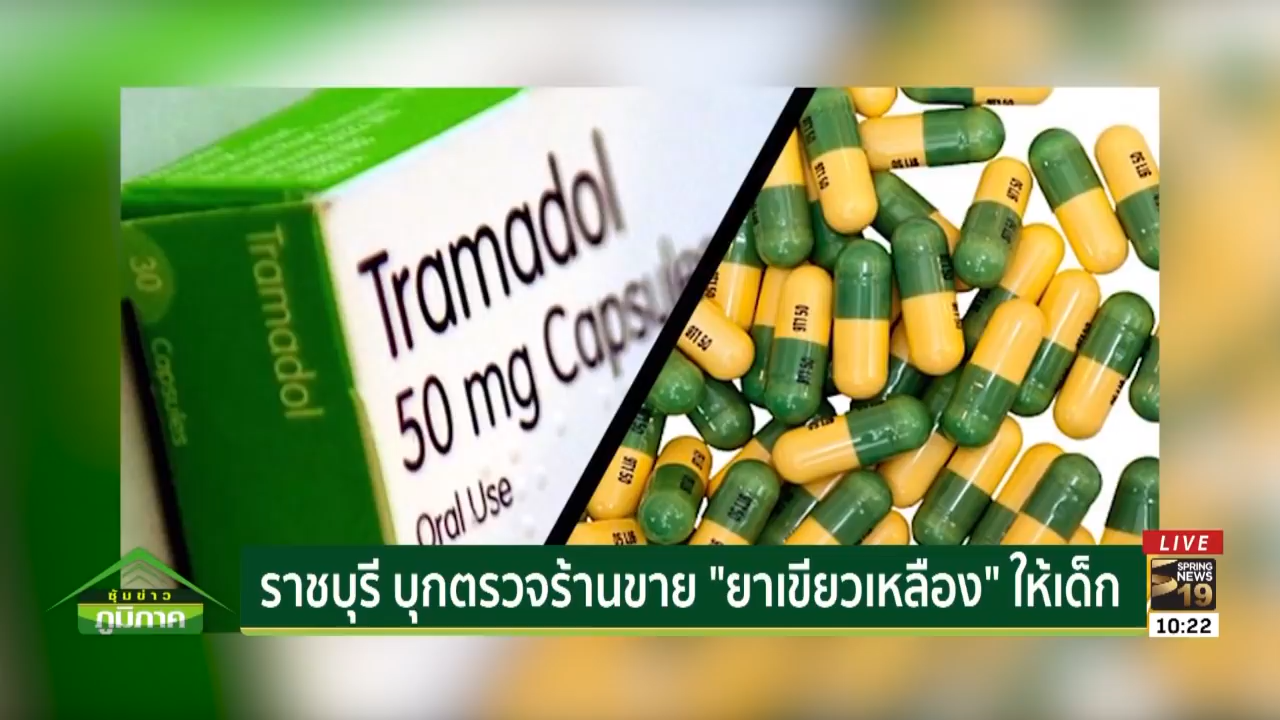 30
Capsules
Tramadol
Tramadol
50 mg Capsules
Oral Use
ราชบุรี บุกตรวจร้านขาย "ยาเขียวเหลือง" ให้เด็ก
ซุ้มข่าว
ภูมิภาค
LIVE
SPRING
NEWS
19
10:22